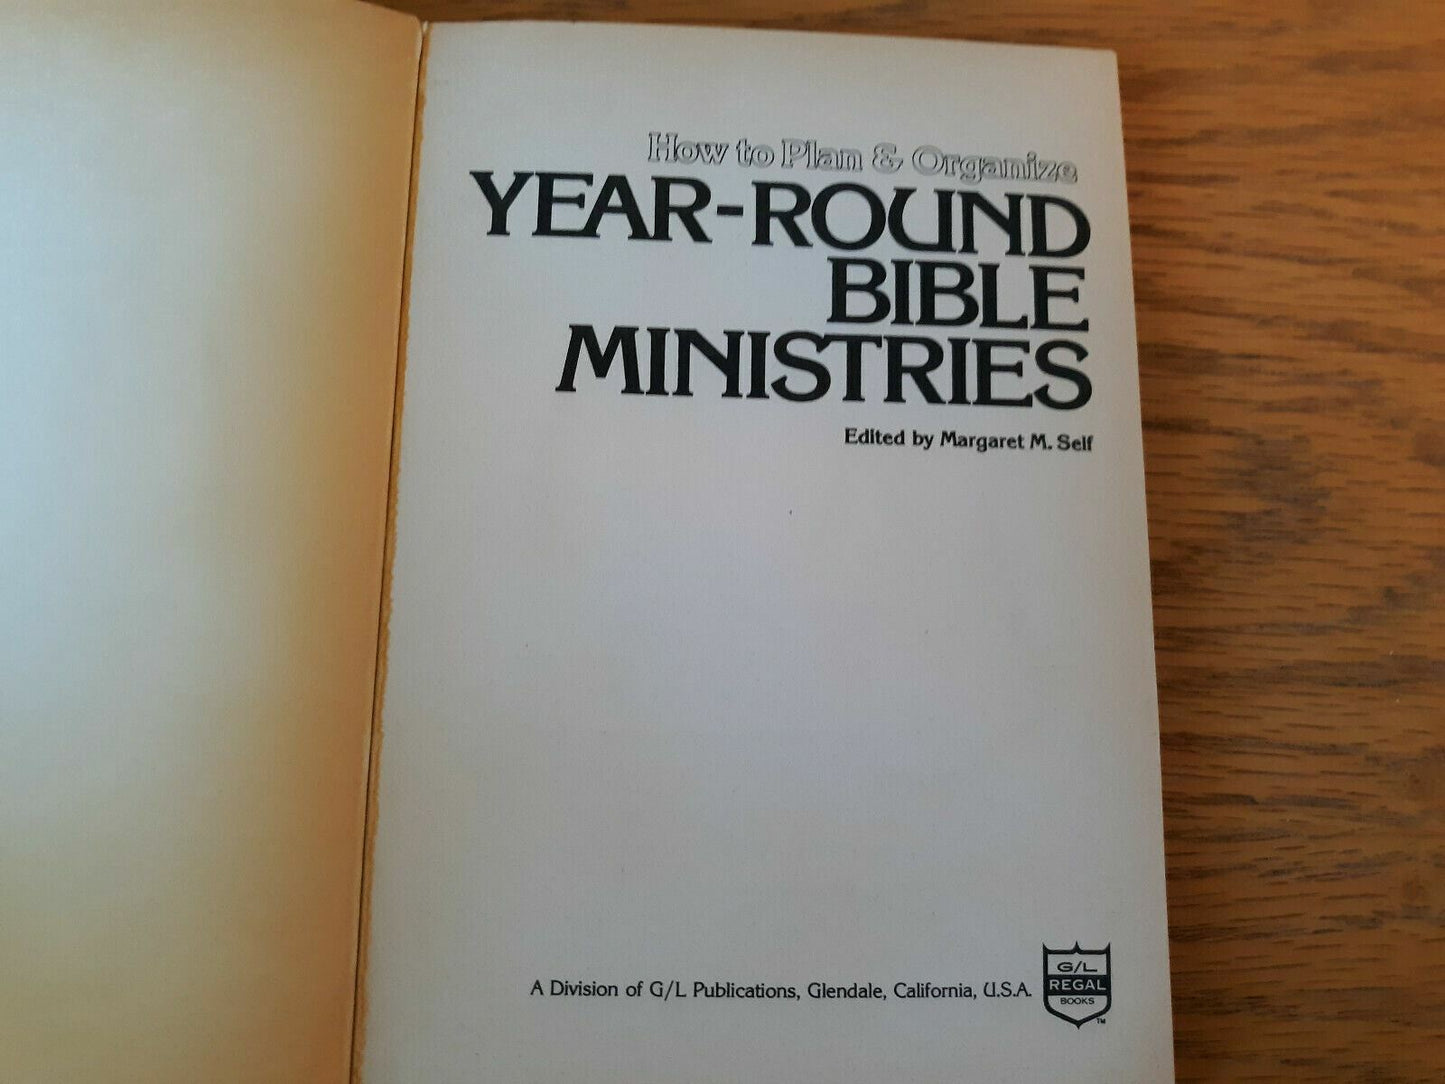 How to Plan & Organize
YEAR-ROUND
BIBLE
MINISTRIES
Edited by Margaret M. Self
A Division of G/L Publications, Glendale, California, U.S.A.
G/L
REGAL
BOOKS
TM